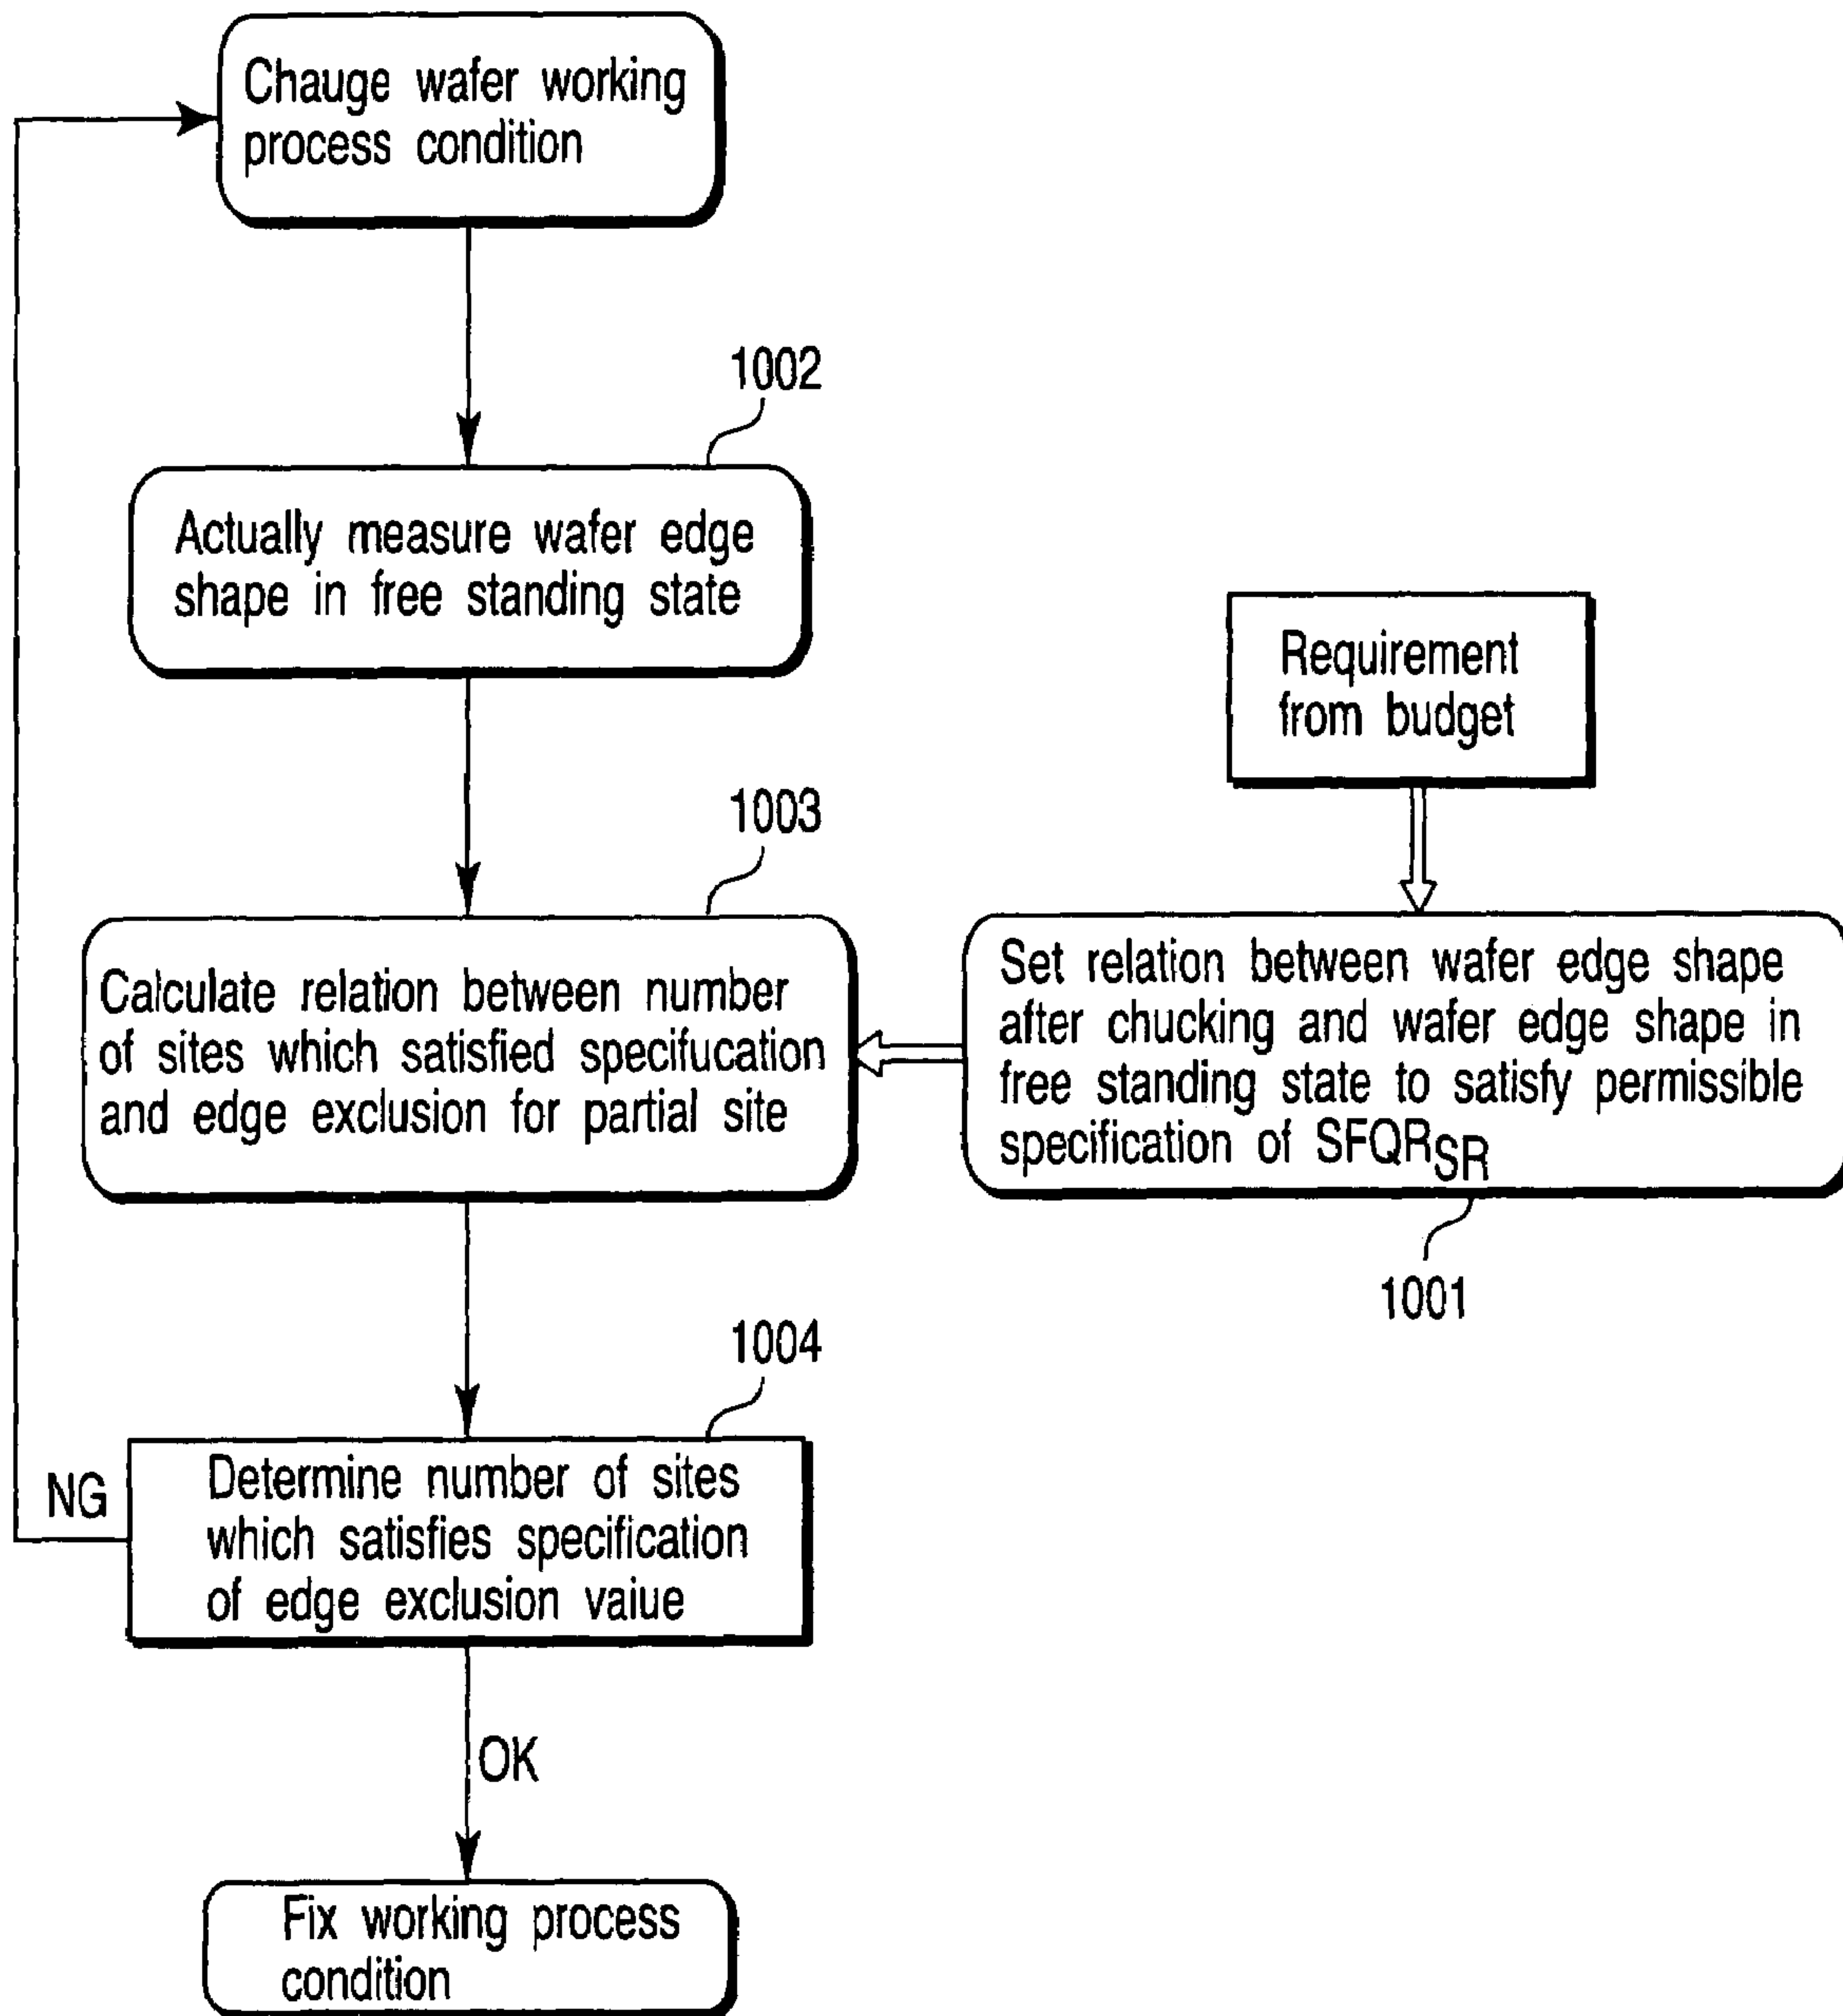 Chauge wafer working
process condition
1002
Actually measure wafer edge
shape in free standing state
Requirement
from budget
1003
Calculate relation between number
of sites which satisfied specifucation
and edge exclusion for partial site
Set relation between wafer edge shape
after chucking and wafer edge shape in
free standing state to satisfy permissible
specification of SFQRSR
1001
1004
NG
Determine number of sites
which satisfies specification
of edge exclusion vaiue
OK
Fix working process
condition